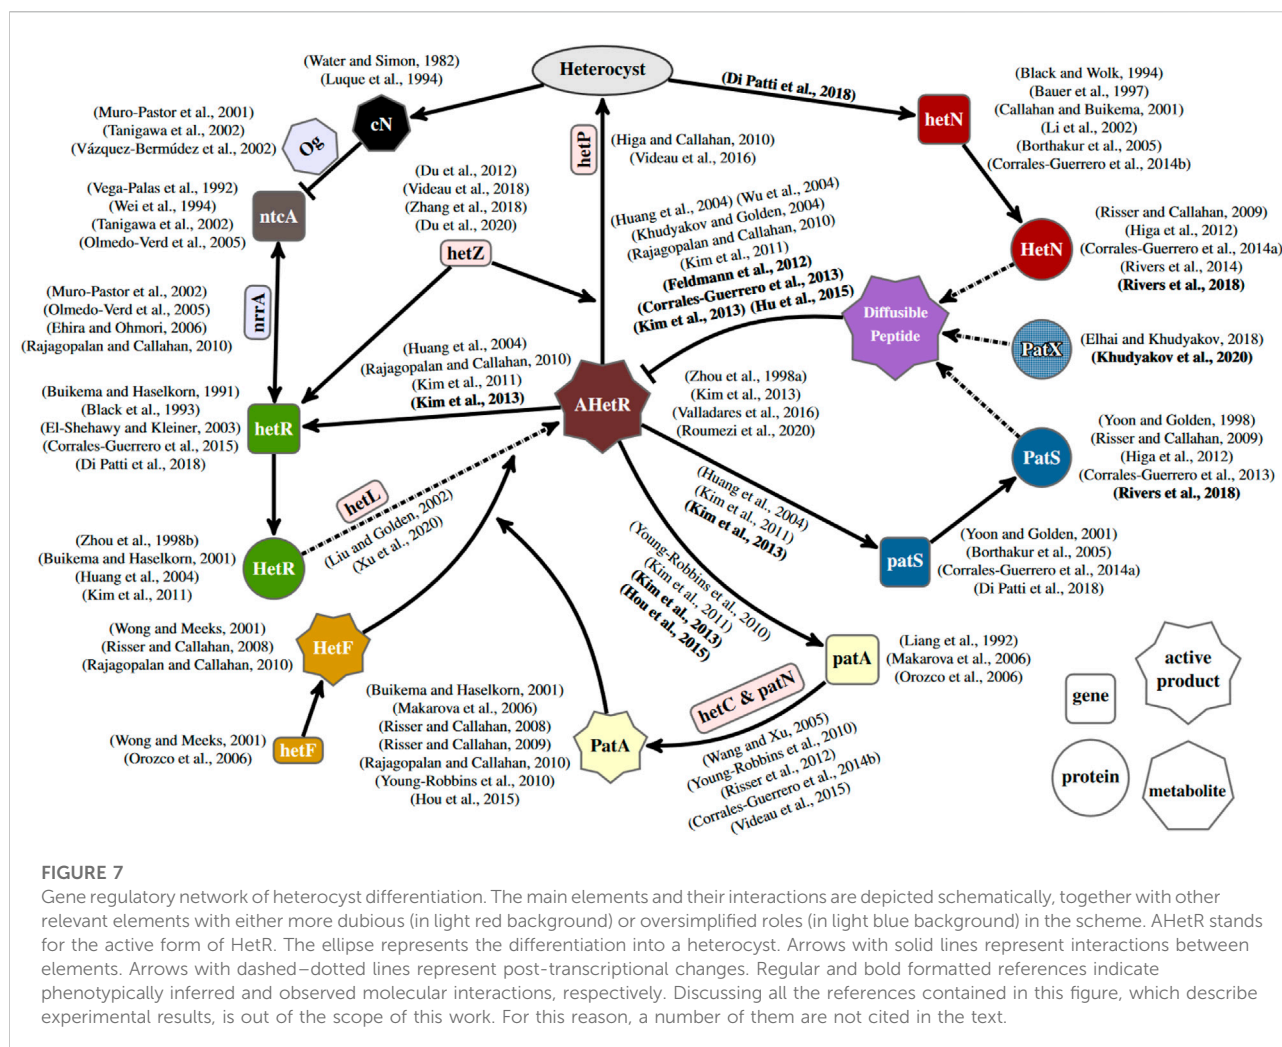 (Water and Simon, 1982)
(Luque et al., 1994)
Heterocyst
(Di Patti et al., 2018)
(Black and Wolk, 1994)
(Bauer et al., 1997)
(Callahan and Buikema, 2001)
(Li et al., 2002)
(Borthakur et al., 2005)
(Corrales-Guerrero et al., 2014b)
hetN
(Muro-Pastor et al., 2001)
(Tanigawa et al., 2002)
(Vázquez-Bermúdez et al., 2002)
Og
cN
hetP
(Higa and Callahan, 2010)
(Videau et al., 2016)
(Vega-Palas et al., 1992)
(Wei et al., 1994)
(Tanigawa et al., 2002)
(Olmedo-Verd et al., 2005)
ntcA
(Du et al., 2012)
(Videau et al., 2018)
(Zhang et al., 2018)
(Du et al., 2020)
hetZ
(Huang et al., 2004) (Wu et al., 2004)
(Khudyakov and Golden, 2004)
(Rajagopalan and Callahan, 2010)
(Kim et al., 2011)
(Feldmann et al., 2012)
(Corrales-Guerrero et al., 2013)
(Kim et al., 2013) (Hu et al., 2015)
HetN
(Risser and Callahan, 2009)
(Higa et al., 2012)
(Corrales-Guerrero et al., 2014a)
(Rivers et al., 2014)
(Rivers et al., 2018)
(Muro-Pastor et al., 2002)
(Olmedo-Verd et al., 2005)
(Ehira and Ohmori, 2006)
(Rajagopalan and Callahan, 2010)
nrrA
Diffusible
Peptide
PatX
(Elhai and Khudyakov, 2018)
(Khudyakov et al., 2020)
(Huang et al., 2004)
(Rajagopalan and Callahan, 2010)
(Kim et al., 2011)
(Kim et al., 2013)
AHetR
(Zhou et al., 1998a)
(Kim et al., 2013)
(Valladares et al., 2016)
(Roumezi et al., 2020)
(Buikema and Haselkorn, 1991)
(Black et al., 1993)
(El-Shehawy and Kleiner, 2003)
(Corrales-Guerrero et al., 2015)
(Di Patti et al., 2018)
hetR
PatS
(Yoon and Golden, 1998)
(Risser and Callahan, 2009)
(Higa et al., 2012)
(Corrales-Guerrero et al., 2013)
(Rivers et al., 2018)
hetL
(Liu and Golden, 2002)
(Xu et al., 2020)
(Huang et al., 2004)
(Kim et al., 2011)
(Kim et al., 2013)
(Zhou et al., 1998b)
(Buikema and Haselkorn, 2001)
(Huang et al., 2004)
(Kim et al., 2011)
HetR
patS
(Yoon and Golden, 2001)
(Borthakur et al., 2005)
(Corrales-Guerrero et al., 2014a)
(Di Patti et al., 2018)
(Young-Robbins et al., 2010)
(Kim et al., 2011)
(Kim et al., 2013)
(Hou et al., 2015)
(Wong and Meeks, 2001)
(Risser and Callahan, 2008)
(Rajagopalan and Callahan, 2010)
HetF
patA
(Liang et al., 1992)
(Makarova et al., 2006)
(Orozco et al., 2006)
hetC & patN
(Wang and Xu, 2005)
(Young-Robbins et al., 2010)
(Risser et al., 2012)
(Corrales-Guerrero et al., 2014b)
(Videau et al., 2015)
(Wong and Meeks, 2001)
(Orozco et al., 2006)
hetF
(Buikema and Haselkorn, 2001)
(Makarova et al., 2006)
(Risser and Callahan, 2008)
(Risser and Callahan, 2009)
(Rajagopalan and Callahan, 2010)
(Young-Robbins et al., 2010)
(Hou et al., 2015)
PatA
gene
active
product
protein
metabolite
FIGURE 7
Gene regulatory network of heterocyst differentiation. The main elements and their interactions are depicted schematically, together with other
relevant elements with either more dubious (in light red background) or oversimplified roles (in light blue background) in the scheme. AHetR stands
for the active form of HetR. The ellipse represents the differentiation into a heterocyst. Arrows with solid lines represent interactions between
elements. Arrows with dashed–dotted lines represent post-transcriptional changes. Regular and bold formatted references indicate
phenotypically inferred and observed molecular interactions, respectively. Discussing all the references contained in this figure, which describe
experimental results, is out of the scope of this work. For this reason, a number of them are not cited in the text.